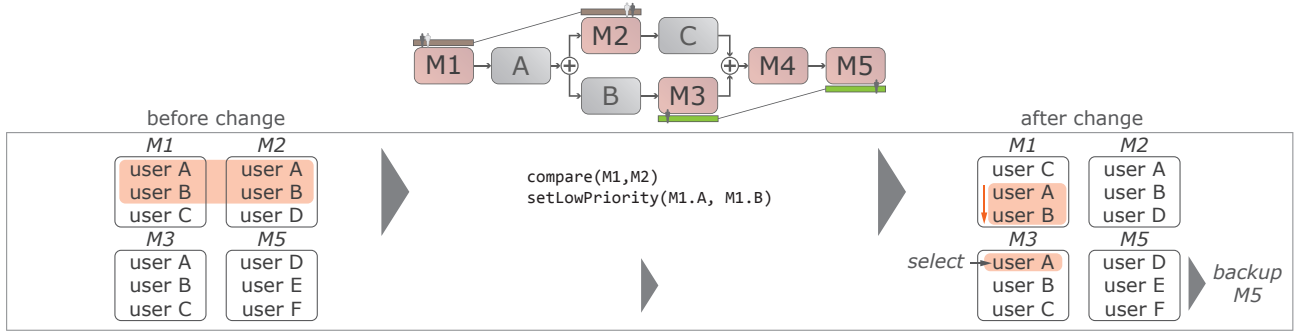 M2
C
M1
A
M4
M5
B
M3
before change
after change
M1
M2
user A
user A
user B
user B
user C
user D
compare(M1,M2)
setLowPriority(M1.A, M1.B)
M1
M2
user C
user A
user A
user B
user B
user D
M3
M5
user A
user D
user B
user E
user C
user F
M3
M5
select
user A
user D
user B
user E
user C
user F
backup
M5